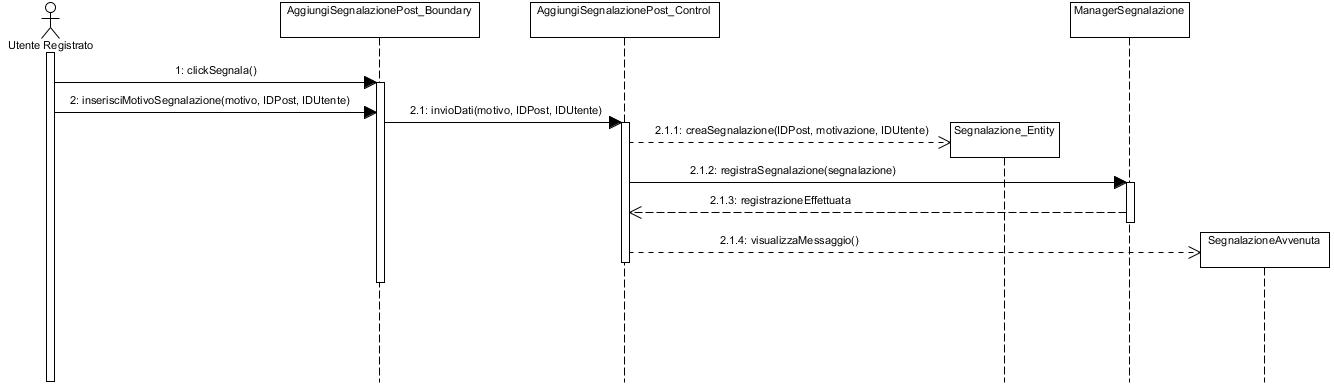 AggiungiSegnalazionePost_Boundary
AggiungiSegnalazionePost_Control
ManagerSegnalazione
Utente Registrato
1: clickSegnala()
2: inserisciMotivoSegnalazione(motivo, IDPost, IDUtente)
2.1: invioDati(motivo, IDPost, IDUtente)
2.1.1: creaSegnalazione(IDPost, motivazione, IDUtente)
Segnalazione_Entity
2.1.2: registraSegnalazione(segnalazione)
2.1.3: registrazioneEffettuata
2.1.4: visualizzaMessaggio()
SegnalazioneAvvenuta